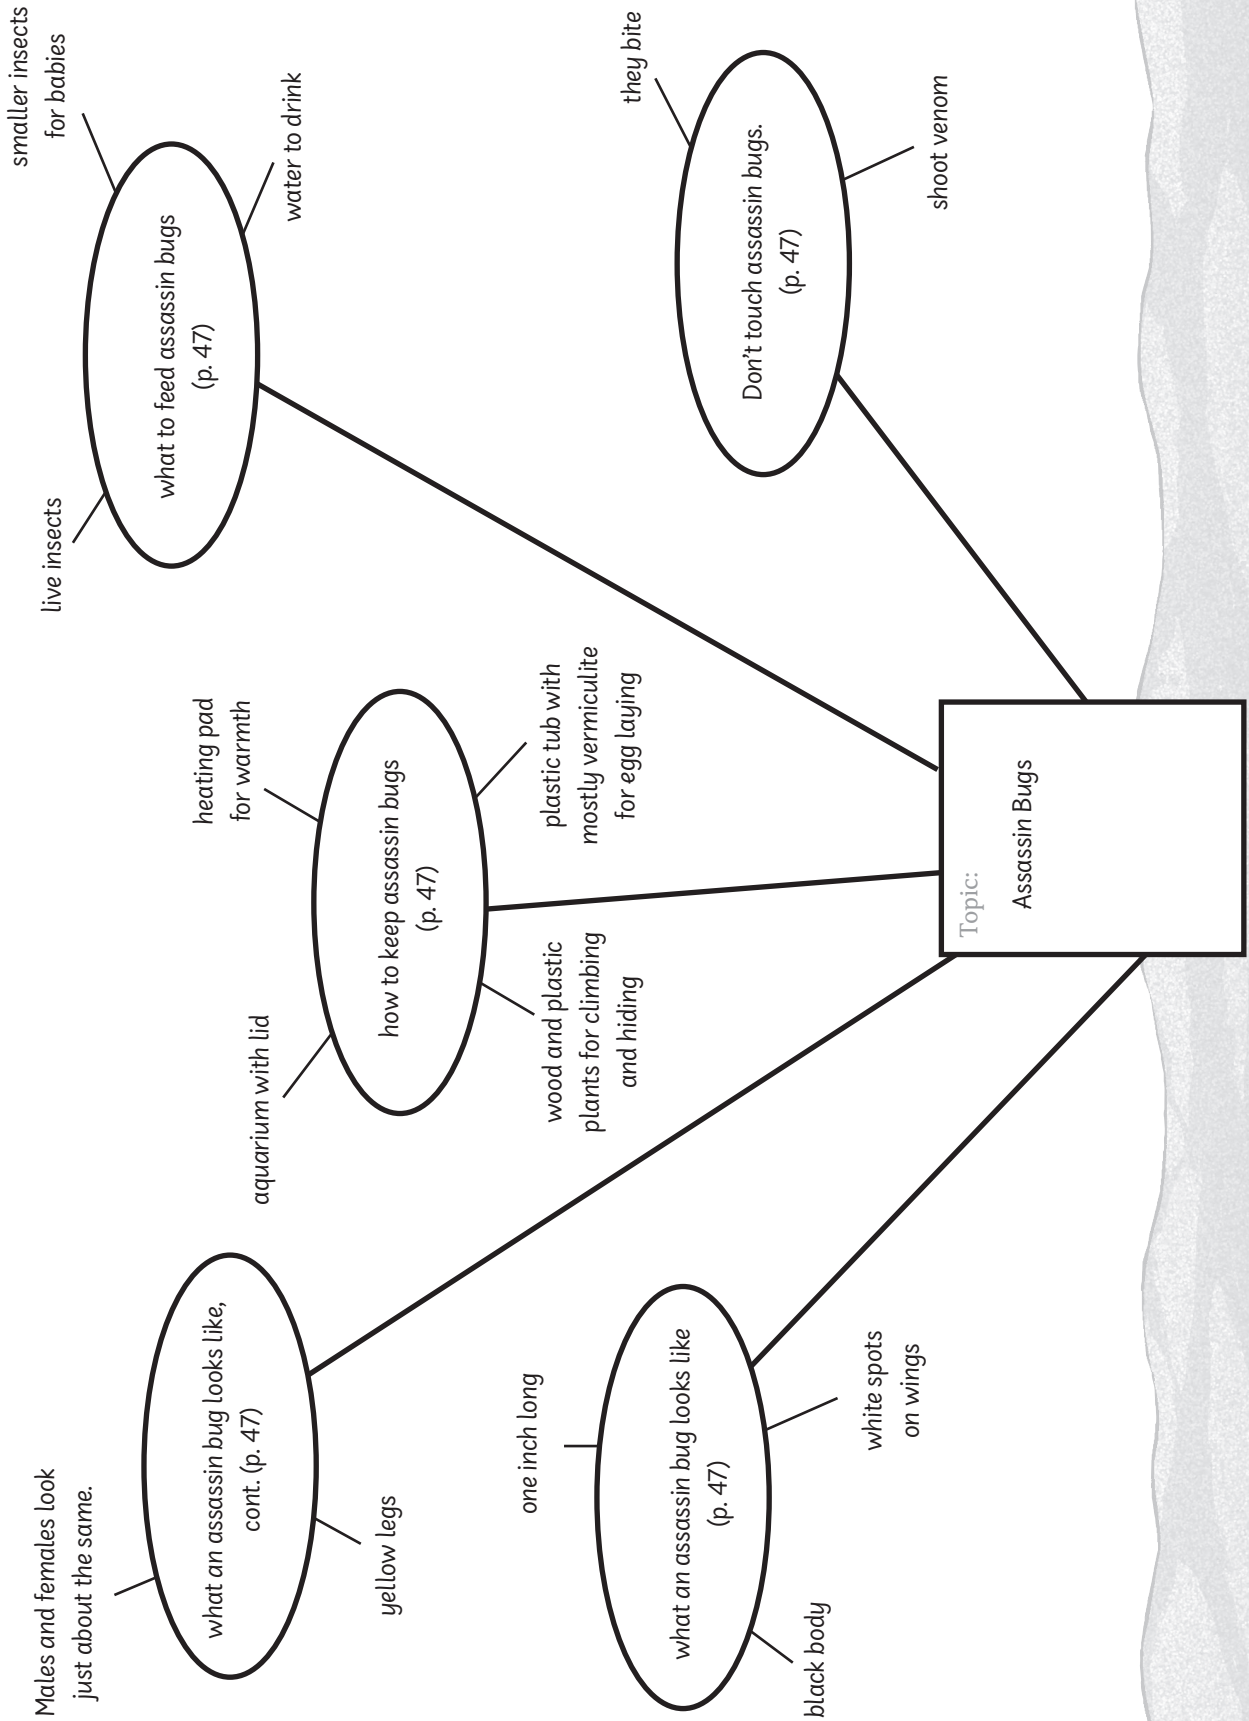 Males and females look
just about the same.
what an assassin bug looks like,
cont. (p. 47)
yellow legs
one inch long
what an assassin bug looks like
(p. 47)
black body
white spots
on wings
aquarium with lid
heating pad
for warmth
how to keep assassin bugs
(p. 47)
wood and plastic
plants for climbing
and hiding
plastic tub with
mostly vermiculite
for egg laying
live insects
smaller insects
for babies
what to feed assassin bugs
(p. 47)
water to drink
they bite
Don't touch assassin bugs.
(p. 47)
shoot venom
Topic:
Assassin Bugs